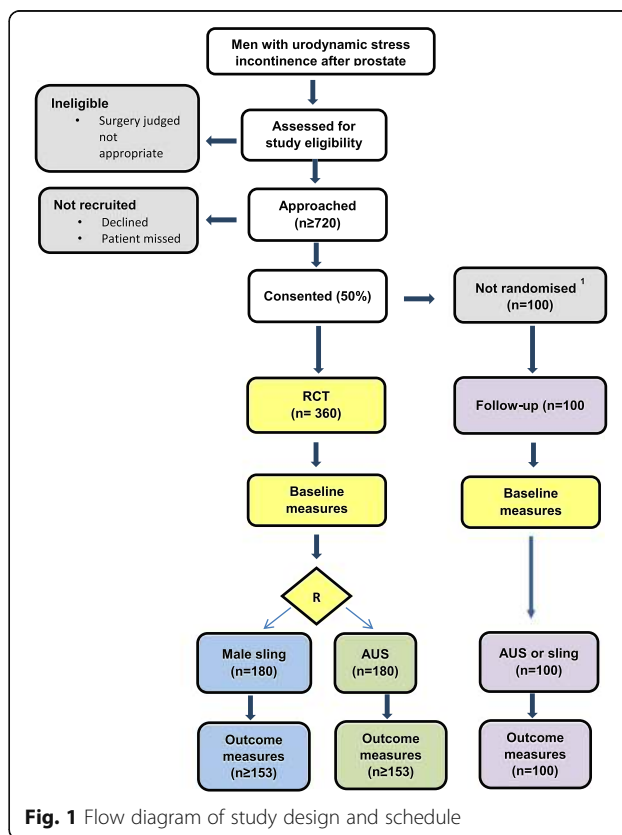 Men with urodynamic stress
incontinence after prostate
Ineligible
• Surgery judged
not
appropriate
Assessed for
study eligibility
Not recruited
• Declined
• Patient missed
Approached
(n≥720)
Consented (50%)
Not randomised 1
(n=100)
RCT
(n= 360)
Follow-up (n=100
Baseline
measures
Baseline
measures
R
Male sling
(n=180)
AUS
(n=180)
AUS or sling
(n=100)
Outcome
measures
(n≥153)
Outcome
measures
(n≥153)
Outcome
measures
(n=100)
Fig. 1 Flow diagram of study design and schedule